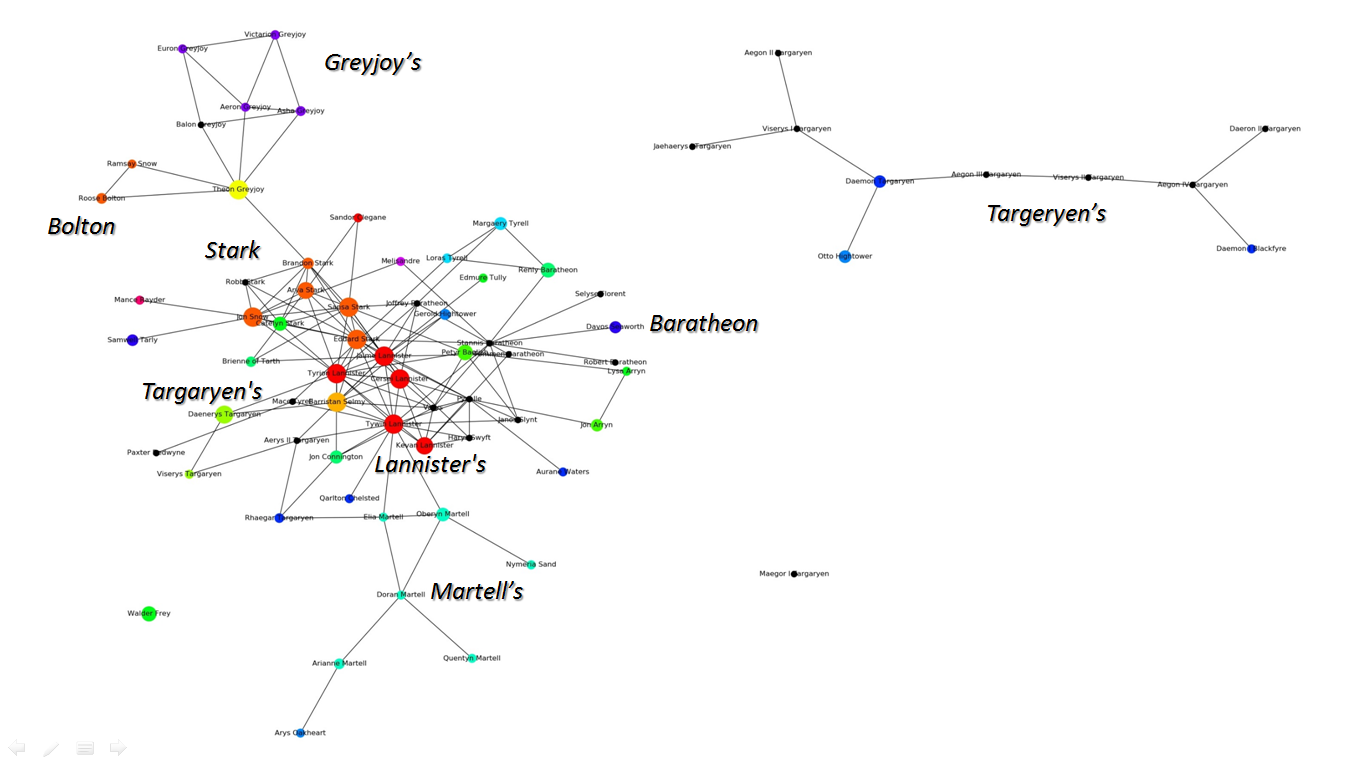 Victarion Greyjoy
Euron Greyjoy
Greyjoy's
Aeron Greyjoy
Asha Greyjoy
Balon Greyjoy
Ramsay Snow
Theon Greyjoy
Roose Bolton
Bolton
Stark
Sandor Clegane
Margaery Tyrell
Brandon Stark
Melisandre
Loras Tyrell
Renly Baratheon
Robb Stark
Edmure Tully
Arya Stark
Selyse Florent
Mance Rayder
Sansa Stark
Joffrey Baratheon
Jon Snow
Catelyn Stark
Gerold Hightower
Davos Seaworth
Baratheon
Samwell Tarly
Eddard Stark
Stannis Baratheon
Petyr Baelish
Baratheon
Jaime Lannister
Brienne of Tarth
Robert Baratheon
Lysa Arryn
Tyrion Lannister
Cersei Lannister
Targaryen's
Mace Tyrell
Barristan Selmy
Varys
Pycelle
Daenerys Targaryen
Janos Slynt
Tywin Lannister
Jon Arryn
Aerys II Targaryen
Harys Swyft
Kevan Lannister
Paxter Redwyne
Jon Connington
Lannister's
Viserys Targaryen
Aurane Waters
Qarlton Chelsted
Rhaegar Targaryen
Elia Martell
Oberyn Martell
Nymeria Sand
Doran Martell
Martell's
Walder Frey
Arianne Martell
Quentyn Martell
Arys Oakheart
Aegon II Targaryen
Viserys I Targaryen
Jaehaerys I Targaryen
Daeron II Targaryen
Daemon Targaryen
Aegon III Targaryen
Viserys II Targaryen
Aegon IV Targaryen
Targeryen's
Otto Hightower
Daemon I Blackfyre
Maegor I Targaryen